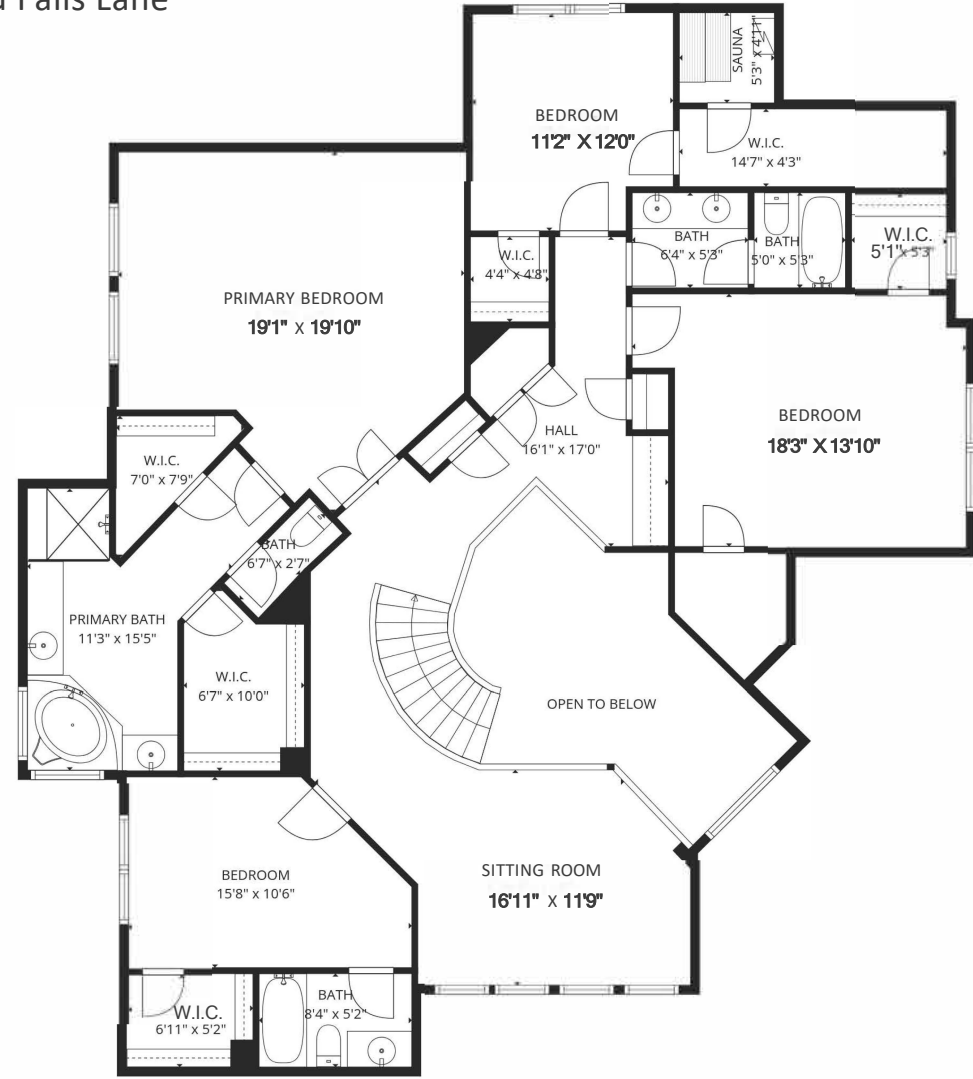 Falls Lane
SAUNA
5'3" x 4'11"
BEDROOM
11'2" X 12'0"
W.I.C.
14'7" x 4'3"
W.I.C.
4'4" x 4'8"
BATH
6'4" x 5'3"
BATH
5'0" x 5'3"
W.I.C.
5'1" x 5'3"
PRIMARY BEDROOM
19'1" x 19'10"
BEDROOM
18'3" X 13'10"
HALL
16'1" x 17'0"
W.I.C.
7'0" x 7'9"
BATH
6'7" x 2'7"
PRIMARY BATH
11'3" x 15'5"
W.I.C.
6'7" x 10'0"
OPEN TO BELOW
BEDROOM
15'8" x 10'6"
SITTING ROOM
16'11" x 11'9"
W.I.C.
6'11" x 5'2"
BATH
8'4" x 5'2"